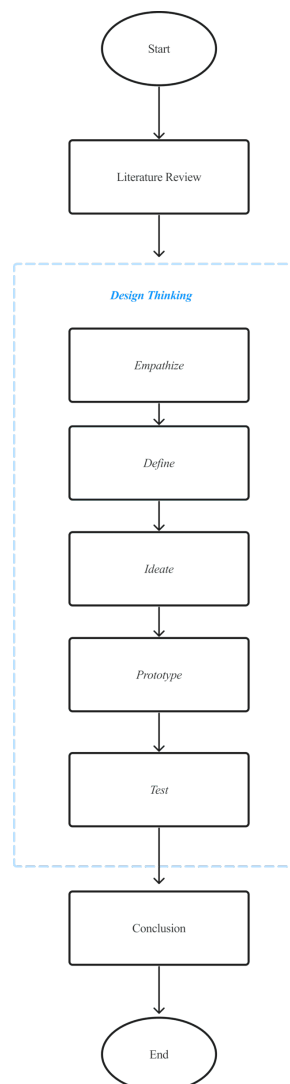 Start
Literature Review
Design Thinking
Empathize
Define
Ideate
Prototype
Test
Conclusion
End